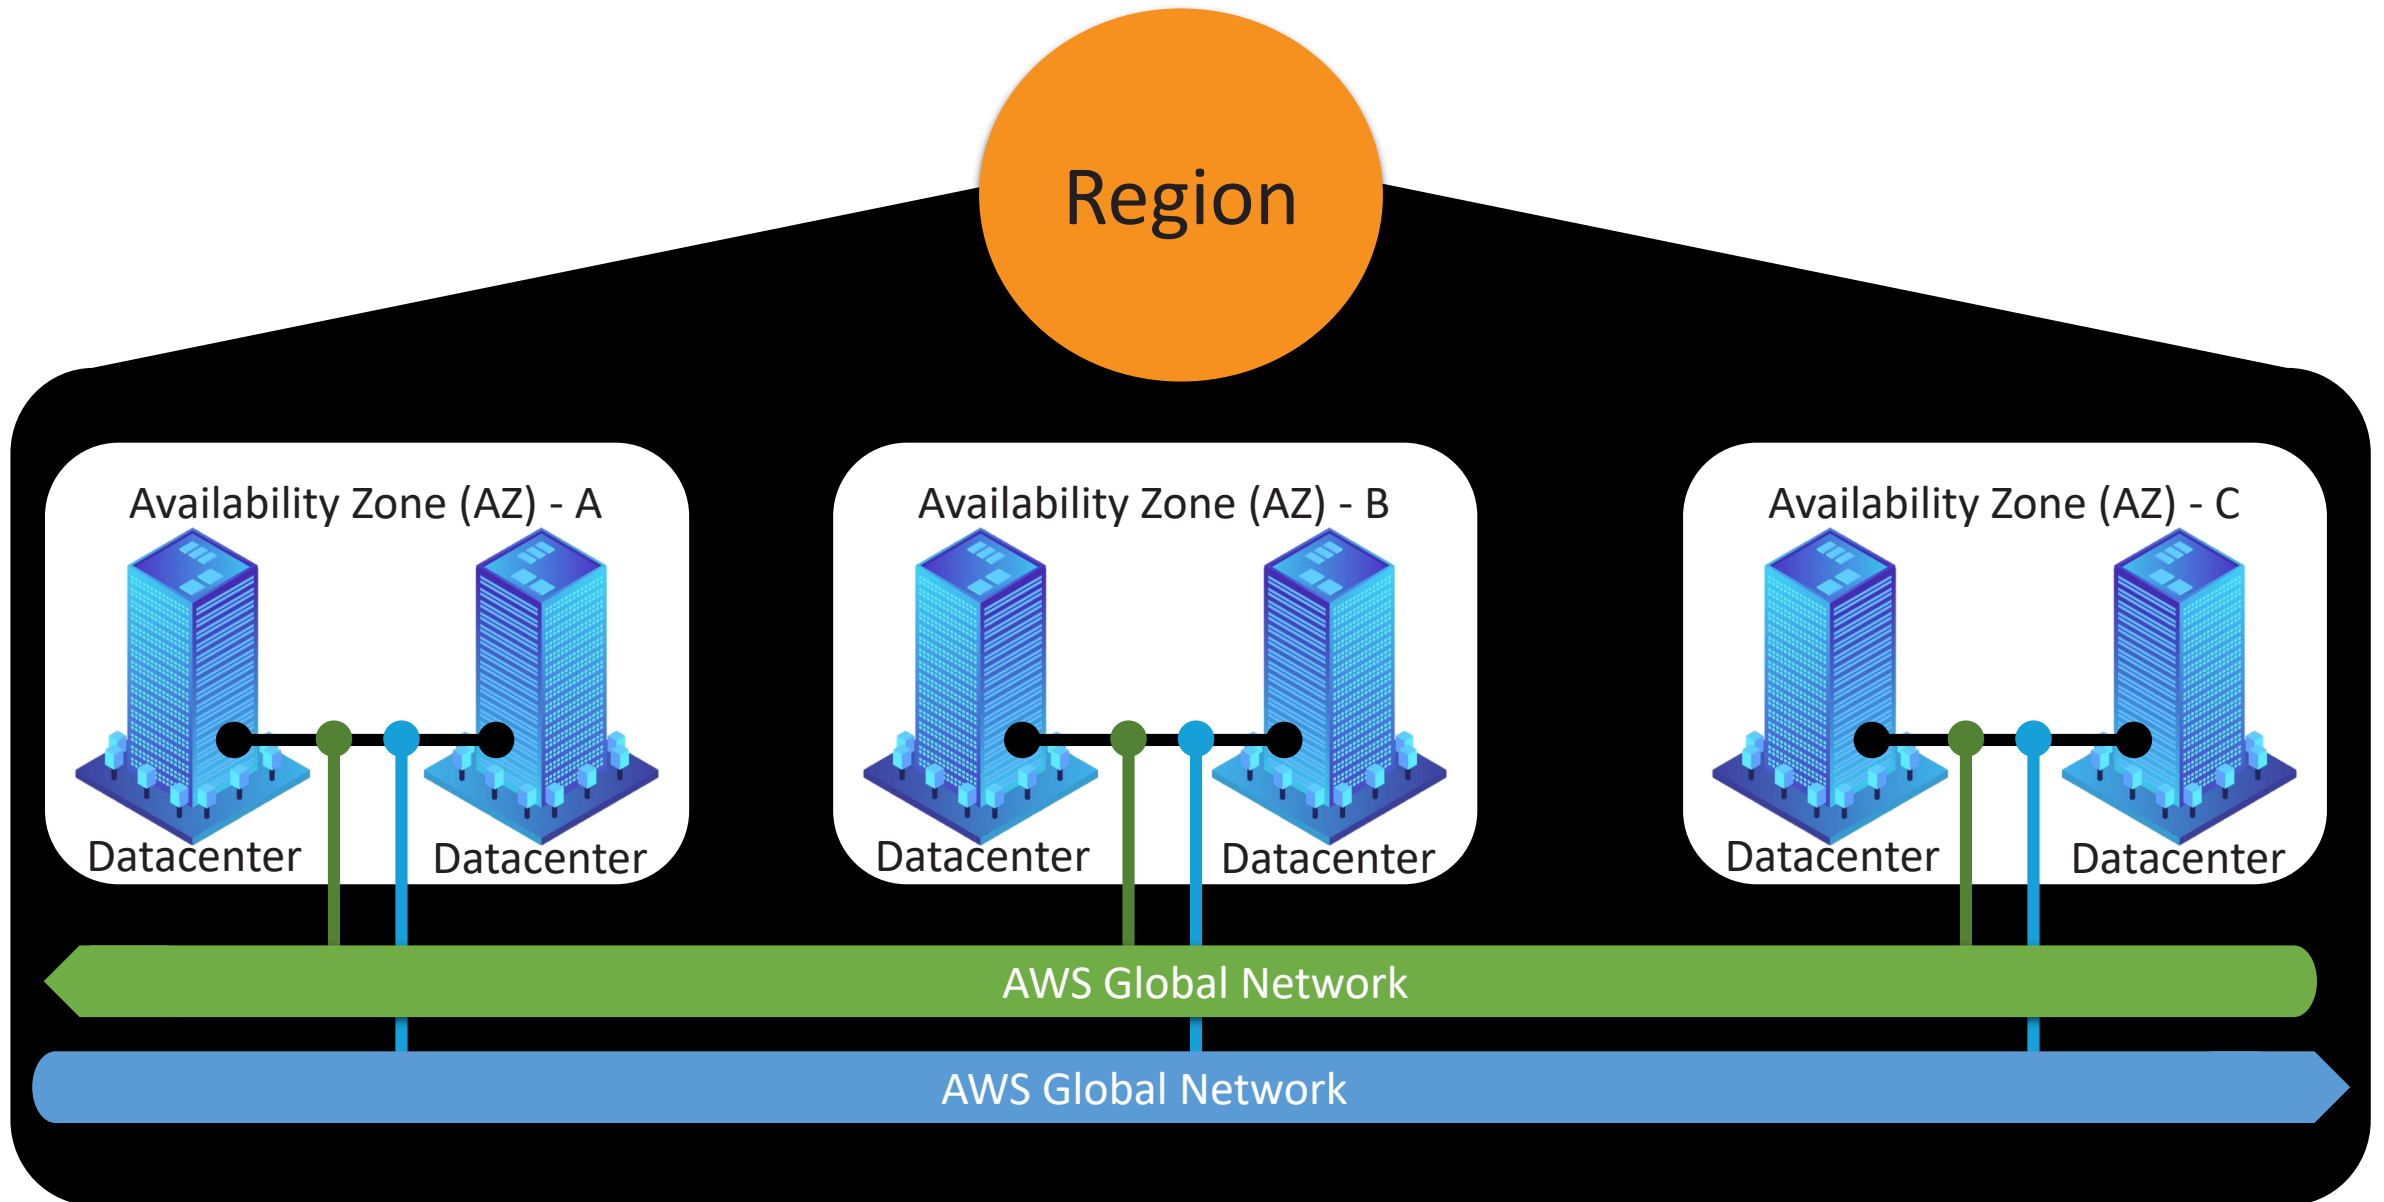 Region
Availability Zone (AZ) - A
Availability Zone (AZ) - B
Availability Zone (AZ) - C
Datacenter
Datacenter
Datacenter
Datacenter
Datacenter
Datacenter
AWS Global Network
AWS Global Network